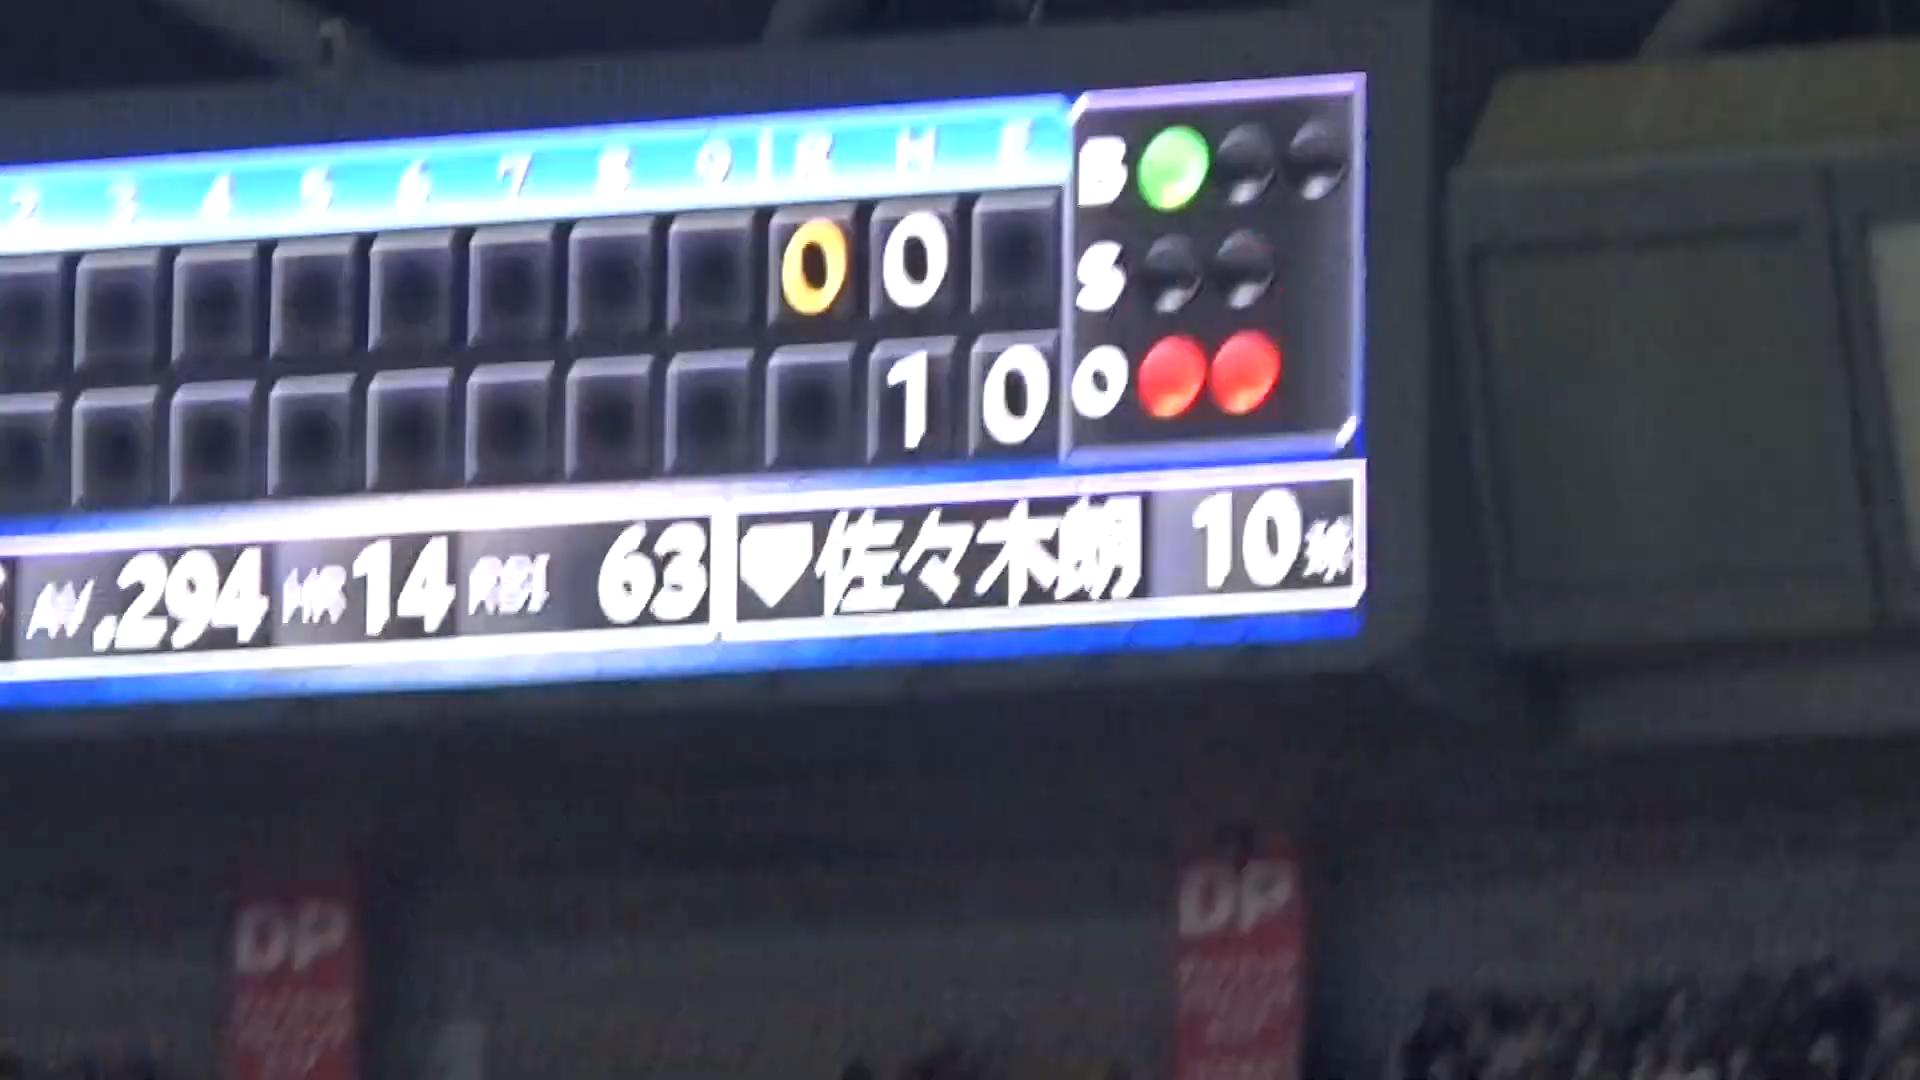 2 3 4 5 6 7 8 9 R H E
B
0 0
S
1 0
O
AV .294 HR 14 RBI 63
佐々木朗 10球
DP
DP